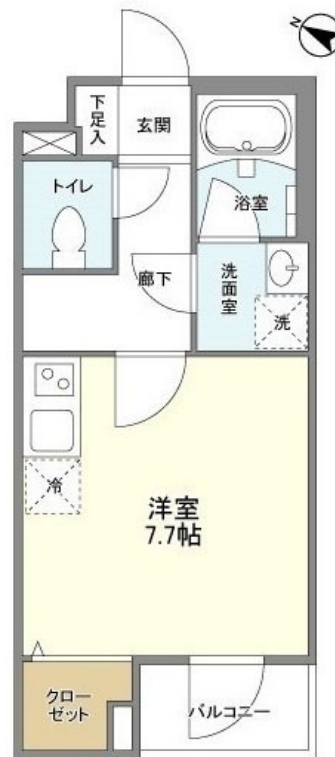 N
下足入
玄関
トイレ
浴室
廊下
洗面室
洗
冷
洋室
7.7帖
クロー
ゼット
バルコニー